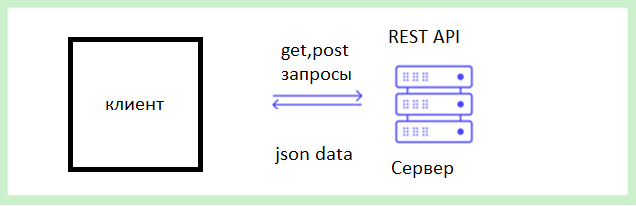 REST API
get,post
запросы
клиент
json data
Сервер